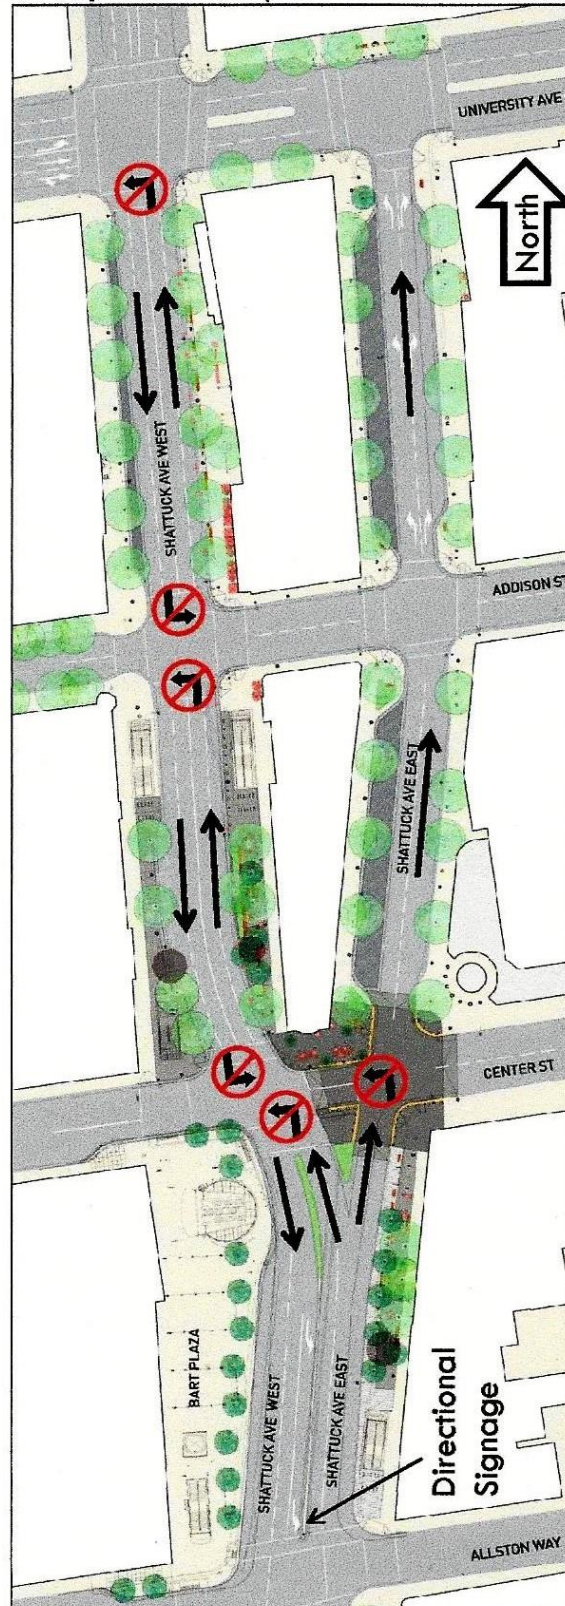 UNIVERSITY AVE
North
SHATTUCK AVE WEST
ADDISON ST
SHATTUCK AVE EAST
CENTER ST
BART PLAZA
SHATTUCK AVE WEST
SHATTUCK AVE EAST
Directional
Signage
ALLSTON WAY